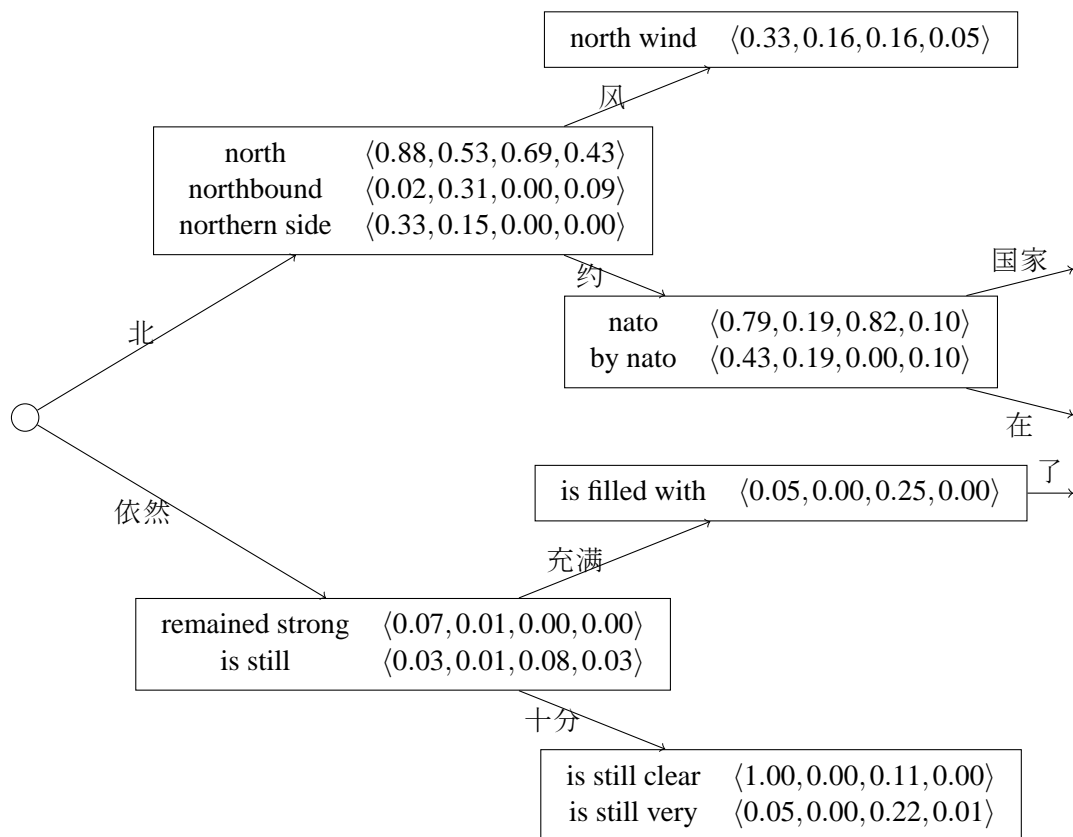 north wind ⟨0.33, 0.16, 0.16, 0.05⟩
风
north ⟨0.88, 0.53, 0.69, 0.43⟩
northbound ⟨0.02, 0.31, 0.00, 0.09⟩
northern side ⟨0.33, 0.15, 0.00, 0.00⟩
国家
约
nato ⟨0.79, 0.19, 0.82, 0.10⟩
by nato ⟨0.43, 0.19, 0.00, 0.10⟩
北
在
了
is filled with ⟨0.05, 0.00, 0.25, 0.00⟩
依然
充满
remained strong ⟨0.07, 0.01, 0.00, 0.00⟩
is still ⟨0.03, 0.01, 0.08, 0.03⟩
十分
is still clear ⟨1.00, 0.00, 0.11, 0.00⟩
is still very ⟨0.05, 0.00, 0.22, 0.01⟩